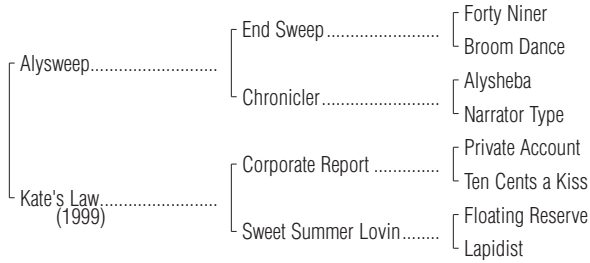 Forty Niner
End Sweep
Broom Dance
Alysweep
Alysheba
Chronicler
Narrator Type
Private Account
Corporate Report
Ten Cents a Kiss
Kate's Law
(1999)
Floating Reserve
Sweet Summer Lovin
Lapidist